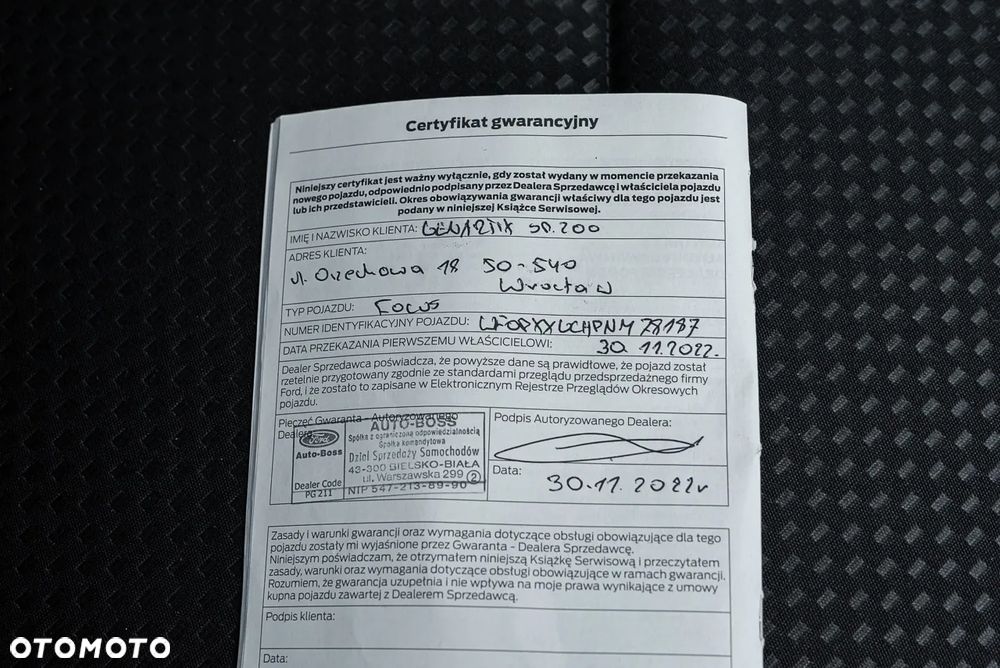 Certyfikat gwarancyjny
Niniejszy certyfikat jest ważny wyłącznie, gdy został wydany w momencie przekazania
nowego pojazdu, odpowiednio podpisany przez Dealera Sprzedawcę i właściciela pojazdu
lub ich przedstawicieli. Okres obowiązywania gwarancji właściwy dla tego pojazdu jest
podany w niniejszej Książce Serwisowej.
IMIĘ I NAZWISKO KLIENTA:
ADRES KLIENTA:
ul. Orzechowa 18 50-540
Wrocław
TYP POJAZDU: Focus
NUMER IDENTYFIKACYJNY POJAZDU:
DATA PRZEKAZANIA PIERWSZEMU WŁAŚCICIELOWI: 30. 11.2022.
Dealer Sprzedawca poświadcza, że powyższe dane są prawidłowe, że pojazd został
rzetelnie przygotowany zgodnie ze standardami przeglądu przedsprzedażnego firmy
Ford, i że zostało to zapisane w Elektronicznym Rejestrze Przeglądów Okresowych
pojazdu.
Pieczęć Gwaranta - Autoryzowanego
Dealera
Ford
Auto-Boss
Dealer Code
PG 211
AUTO-BOSS
Spółka z ograniczoną odpowiedzialnością
Spółka komandytowa
Dział Sprzedaży Samochodów
43-300 BIELSKO-BIAŁA
ul. Warszawska 299 2
NIP 547-213-89-90
Podpis Autoryzowanego Dealera:
Data:
30.11.2022r
Zasady i warunki gwarancji oraz wymagania dotyczące obsługi obowiązujące dla tego
pojazdu zostały mi wyjaśnione przez Gwaranta - Dealera Sprzedawcę.
Niniejszym poświadczam, że otrzymałem niniejszą Książkę Serwisową i przeczytałem
zasady, warunki oraz wymagania dotyczące obsługi obowiązujące w ramach gwarancji.
Rozumiem, że gwarancja uzupełnia i nie wpływa na moje prawa wynikające z umowy
kupna pojazdu zawartej z Dealerem Sprzedawcą.
Podpis klienta:
Data:
OTOMOTO